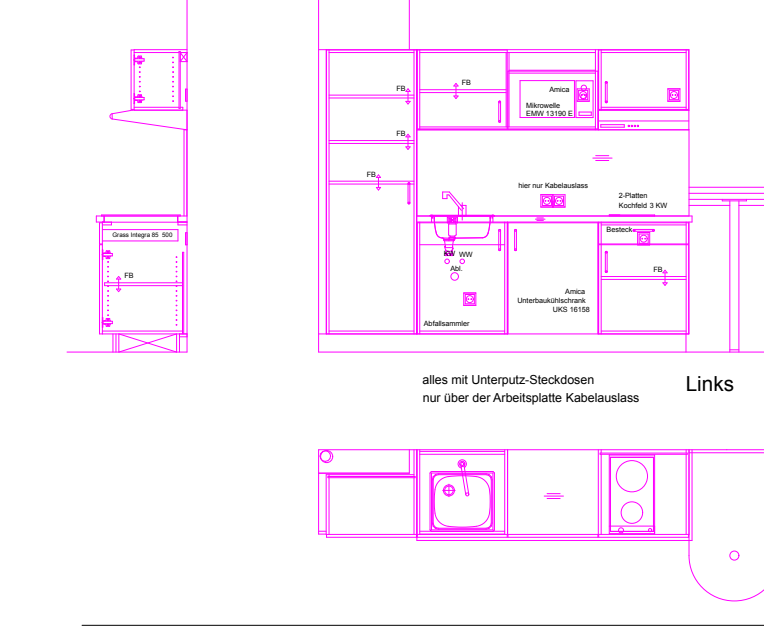 FB
FB
Amica
Mikrowelle
EMW 13190 E
FB
FB
hier nur Kabelauslass
2-Platten
Kochfeld 3 KW
Grass Integra 85 500
Besteck
KW WW
Abl.
FB
FB
Amica
Unterbaukühlschrank
UKS 16158
Abfallsammler
alles mit Unterputz-Steckdosen
nur über der Arbeitsplatte Kabelauslass
Links